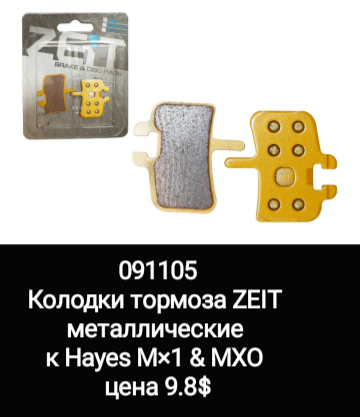 ZEIT
BRAKE & DISC PADS
091105
Колодки тормоза ZEIT
металлические
к Hayes M×1 & MXO
цена 9.8$